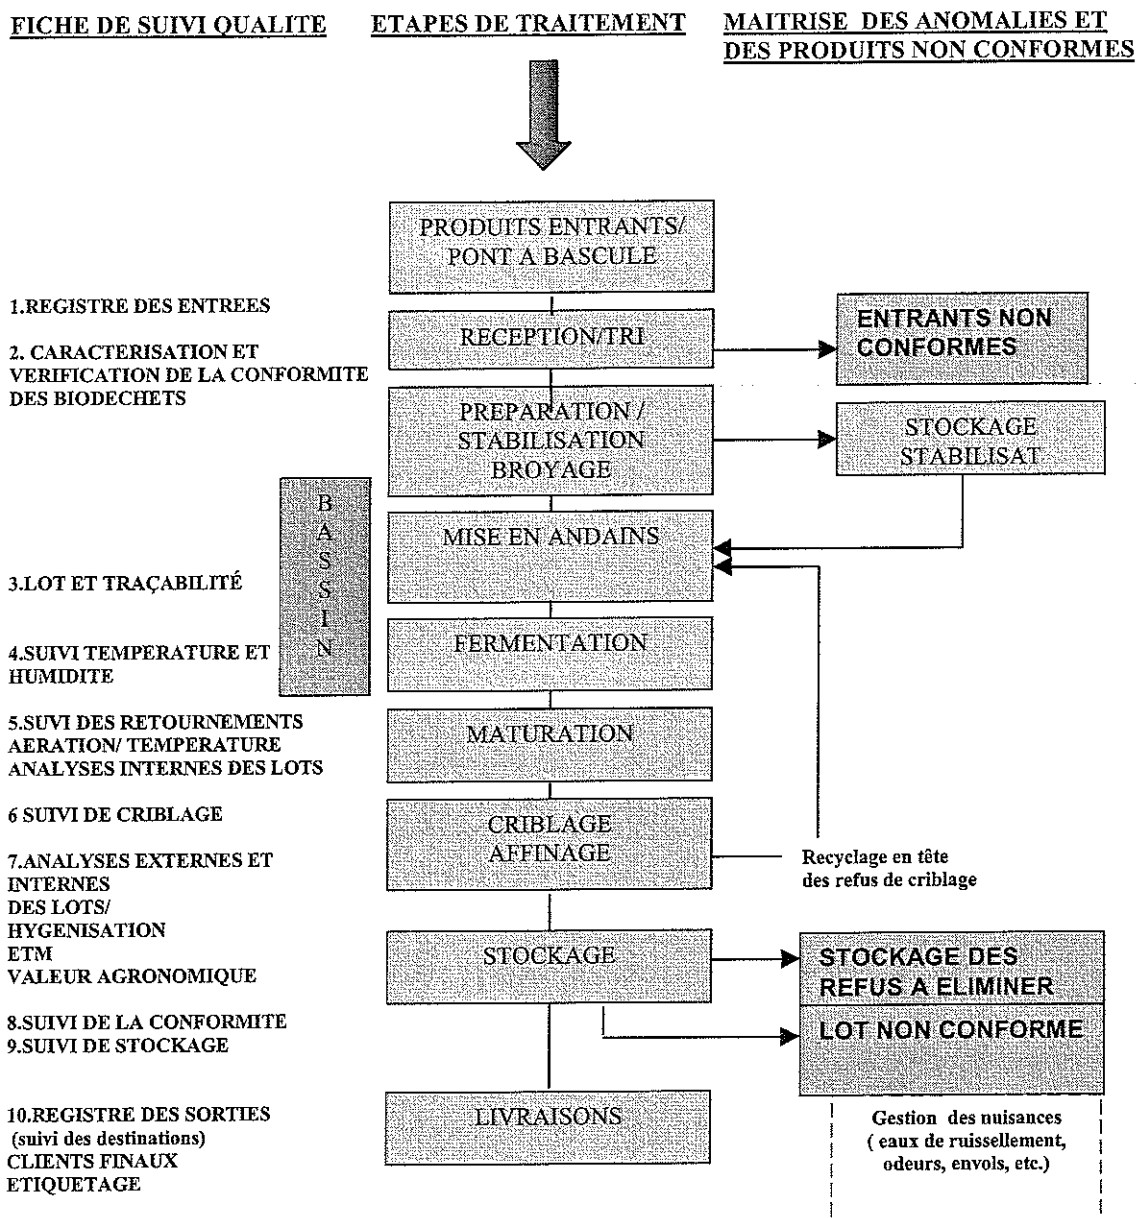 FICHE DE SUIVI QUALITE
ETAPES DE TRAITEMENT
MAITRISE DES ANOMALIES ET
DES PRODUITS NON CONFORMES
PRODUITS ENTRANTS/
PONT A BASCULE
1.REGISTRE DES ENTREES
RECEPTION/TRI
ENTRANTS NON
CONFORMES
2. CARACTERISATION ET
VERIFICATION DE LA CONFORMITE
DES BIODECHETS
PREPARATION /
STABILISATION
BROYAGE
STOCKAGE
STABILISAT
BASSIN
MISE EN ANDAINS
3.LOT ET TRAÇABILITÉ
FERMENTATION
4.SUIVI TEMPERATURE ET
HUMIDITE
5.SUVI DES RETOURNEMENTS
AERATION/ TEMPERATURE
ANALYSES INTERNES DES LOTS
MATURATION
6 SUIVI DE CRIBLAGE
CRIBLAGE
AFFINAGE
Recyclage en tête
des refus de criblage
7.ANALYSES EXTERNES ET
INTERNES
DES LOTS/
HYGENISATION
ETM
VALEUR AGRONOMIQUE
STOCKAGE
STOCKAGE DES
REFUS A ELIMINER
LOT NON CONFORME
8.SUIVI DE LA CONFORMITE
9.SUIVI DE STOCKAGE
10.REGISTRE DES SORTIES
(suivi des destinations)
CLIENTS FINAUX
ETIQUETAGE
LIVRAISONS
Gestion des nuisances
( eaux de ruissellement,
odeurs, envols, etc.)